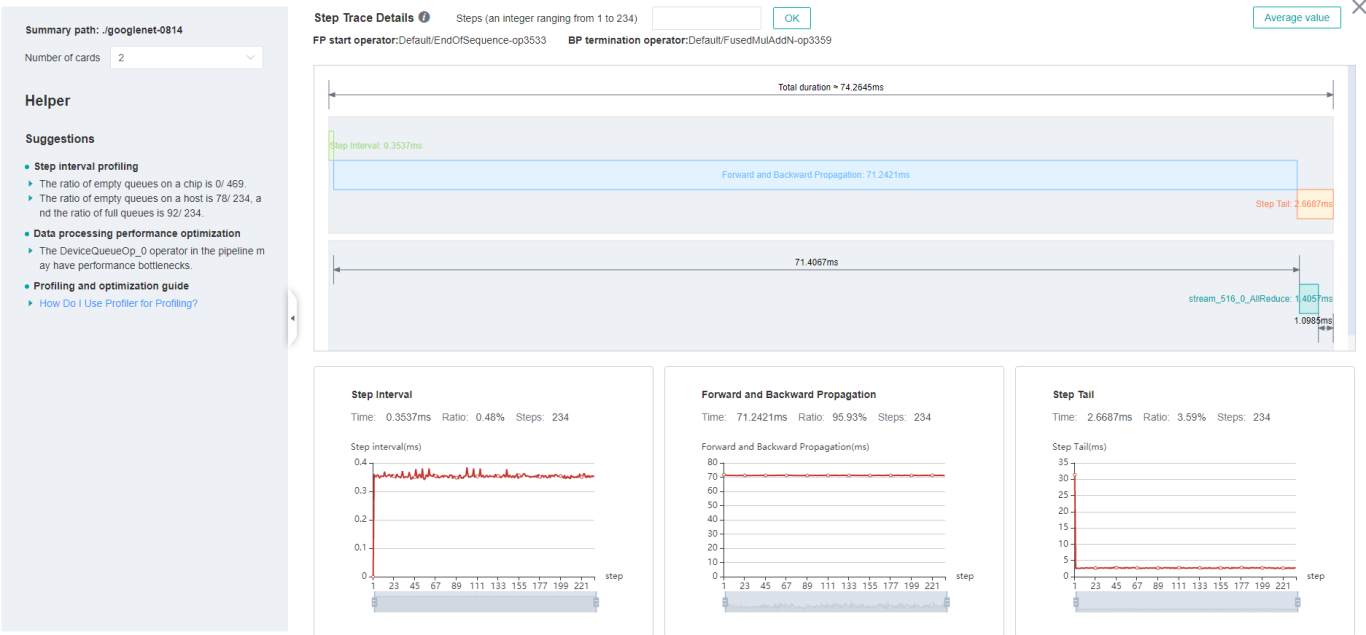 Summary path: ./googlenet-0814
Number of cards 2
Helper
Suggestions
Step interval profiling
The ratio of empty queues on a chip is 0/ 469.
The ratio of empty queues on a host is 78/ 234, a
nd the ratio of full queues is 92/ 234.
Data processing performance optimization
The DeviceQueueOp_0 operator in the pipeline m
ay have performance bottlenecks.
Profiling and optimization guide
How Do I Use Profiler for Profiling?
Step Trace Details Steps (an integer ranging from 1 to 234) OK Average value
FP start operator:Default/EndOfSequence-op3533 BP termination operator:Default/FusedMulAddN-op3359
Total duration ≈ 74.2645ms
Step Interval: 0.3537ms
Forward and Backward Propagation: 71.2421ms
Step Tail: 2.6687ms
71.4067ms
stream_516_0_AllReduce: 1.4057ms
1.0985ms
Step Interval
Time: 0.3537ms Ratio: 0.48% Steps: 234
Step interval(ms)
0.4
0.3
0.2
0.1
0
1 23 45 67 89 111 133 155 177 199 221
step
Forward and Backward Propagation
Time: 71.2421ms Ratio: 95.93% Steps: 234
Forward and Backward Propagation(ms)
80
70
60
50
40
30
20
10
0
1 23 45 67 89 111 133 155 177 199 221
step
Step Tail
Time: 2.6687ms Ratio: 3.59% Steps: 234
Step Tail(ms)
35
30
25
20
15
10
5
0
1 23 45 67 89 111 133 155 177 199 221
step